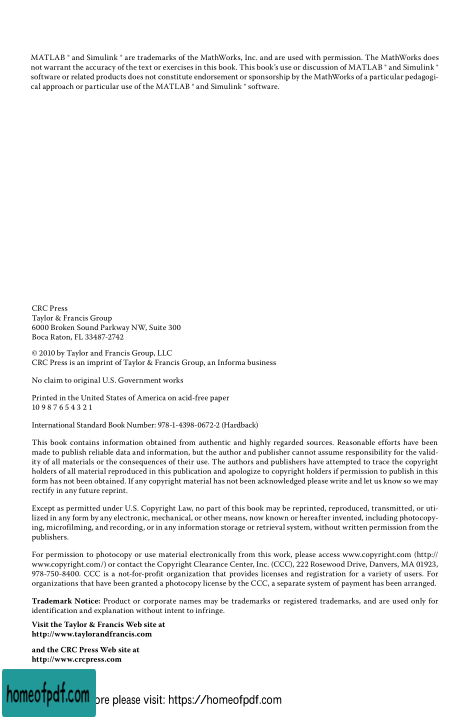 MATLAB® and Simulink® are trademarks of the MathWorks, Inc. and are used with permission. The MathWorks does
not warrant the accuracy of the text or exercises in this book. This book's use or discussion of MATLAB® and Simulink®
software or related products does not constitute endorsement or sponsorship by the MathWorks of a particular pedagogi-
cal approach or particular use of the MATLAB® and Simulink® software.
CRC Press
Taylor & Francis Group
6000 Broken Sound Parkway NW, Suite 300
Boca Raton, FL 33487-2742
© 2010 by Taylor and Francis Group, LLC
CRC Press is an imprint of Taylor & Francis Group, an Informa business
No claim to original U.S. Government works
Printed in the United States of America on acid-free paper
10 9 8 7 6 5 4 3 2 1
International Standard Book Number: 978-1-4398-0672-2 (Hardback)
This book contains information obtained from authentic and highly regarded sources. Reasonable efforts have been
made to publish reliable data and information, but the author and publisher cannot assume responsibility for the valid-
ity of all materials or the consequences of their use. The authors and publishers have attempted to trace the copyright
holders of all material reproduced in this publication and apologize to copyright holders if permission to publish in this
form has not been obtained. If any copyright material has not been acknowledged please write and let us know so we may
rectify in any future reprint.
Except as permitted under U.S. Copyright Law, no part of this book may be reprinted, reproduced, transmitted, or uti-
lized in any form by any electronic, mechanical, or other means, now known or hereafter invented, including photocopy-
ing, microfilming, and recording, or in any information storage or retrieval system, without written permission from the
publishers.
For permission to photocopy or use material electronically from this work, please access www.copyright.com (http://
www.copyright.com/) or contact the Copyright Clearance Center, Inc. (CCC), 222 Rosewood Drive, Danvers, MA 01923,
978-750-8400. CCC is a not-for-profit organization that provides licenses and registration for a variety of users. For
organizations that have been granted a photocopy license by the CCC, a separate system of payment has been arranged.
Trademark Notice: Product or corporate names may be trademarks or registered trademarks, and are used only for
identification and explanation without intent to infringe.
Visit the Taylor & Francis Web site at
http://www.taylorandfrancis.com
and the CRC Press Web site at
http://www.crcpress.com
homeofpdf.com ore please visit: https://homeofpdf.com